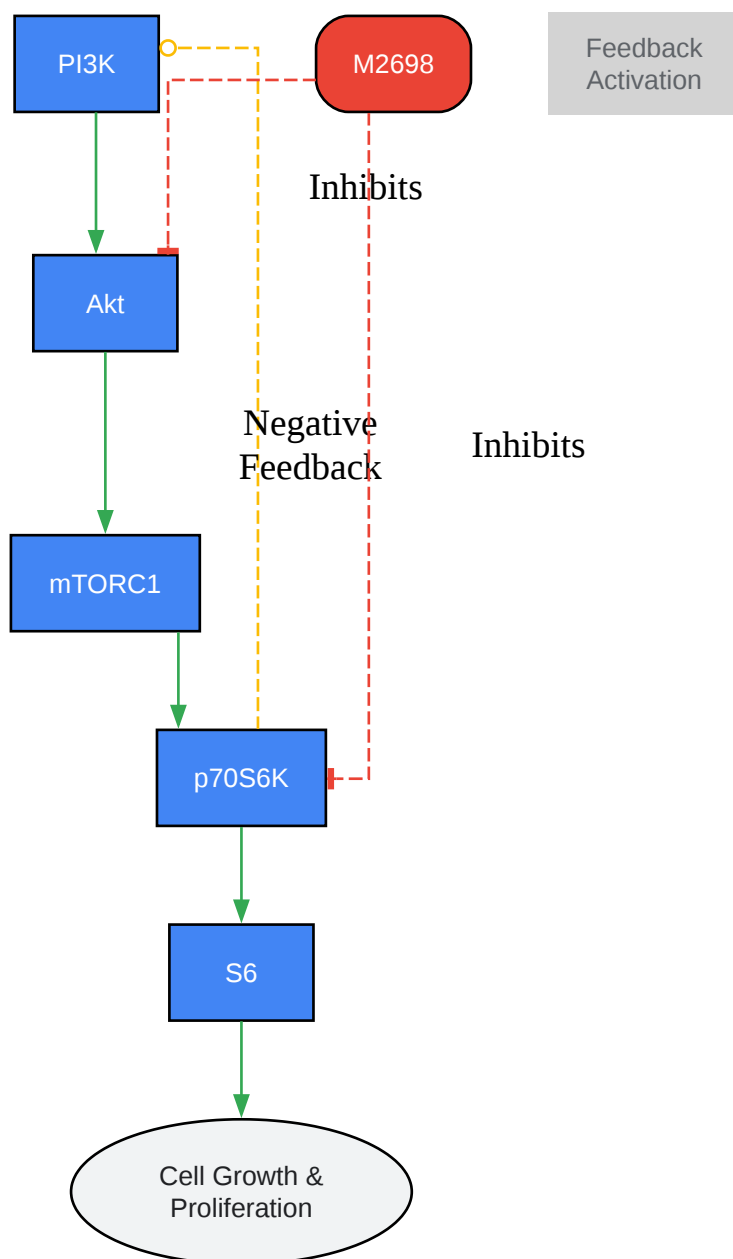 PI3K
M2698
Feedback
Activation
Inhibits
Akt
Negative
Feedback
Inhibits
mTORC1
p70S6K
S6
Cell Growth &
Proliferation